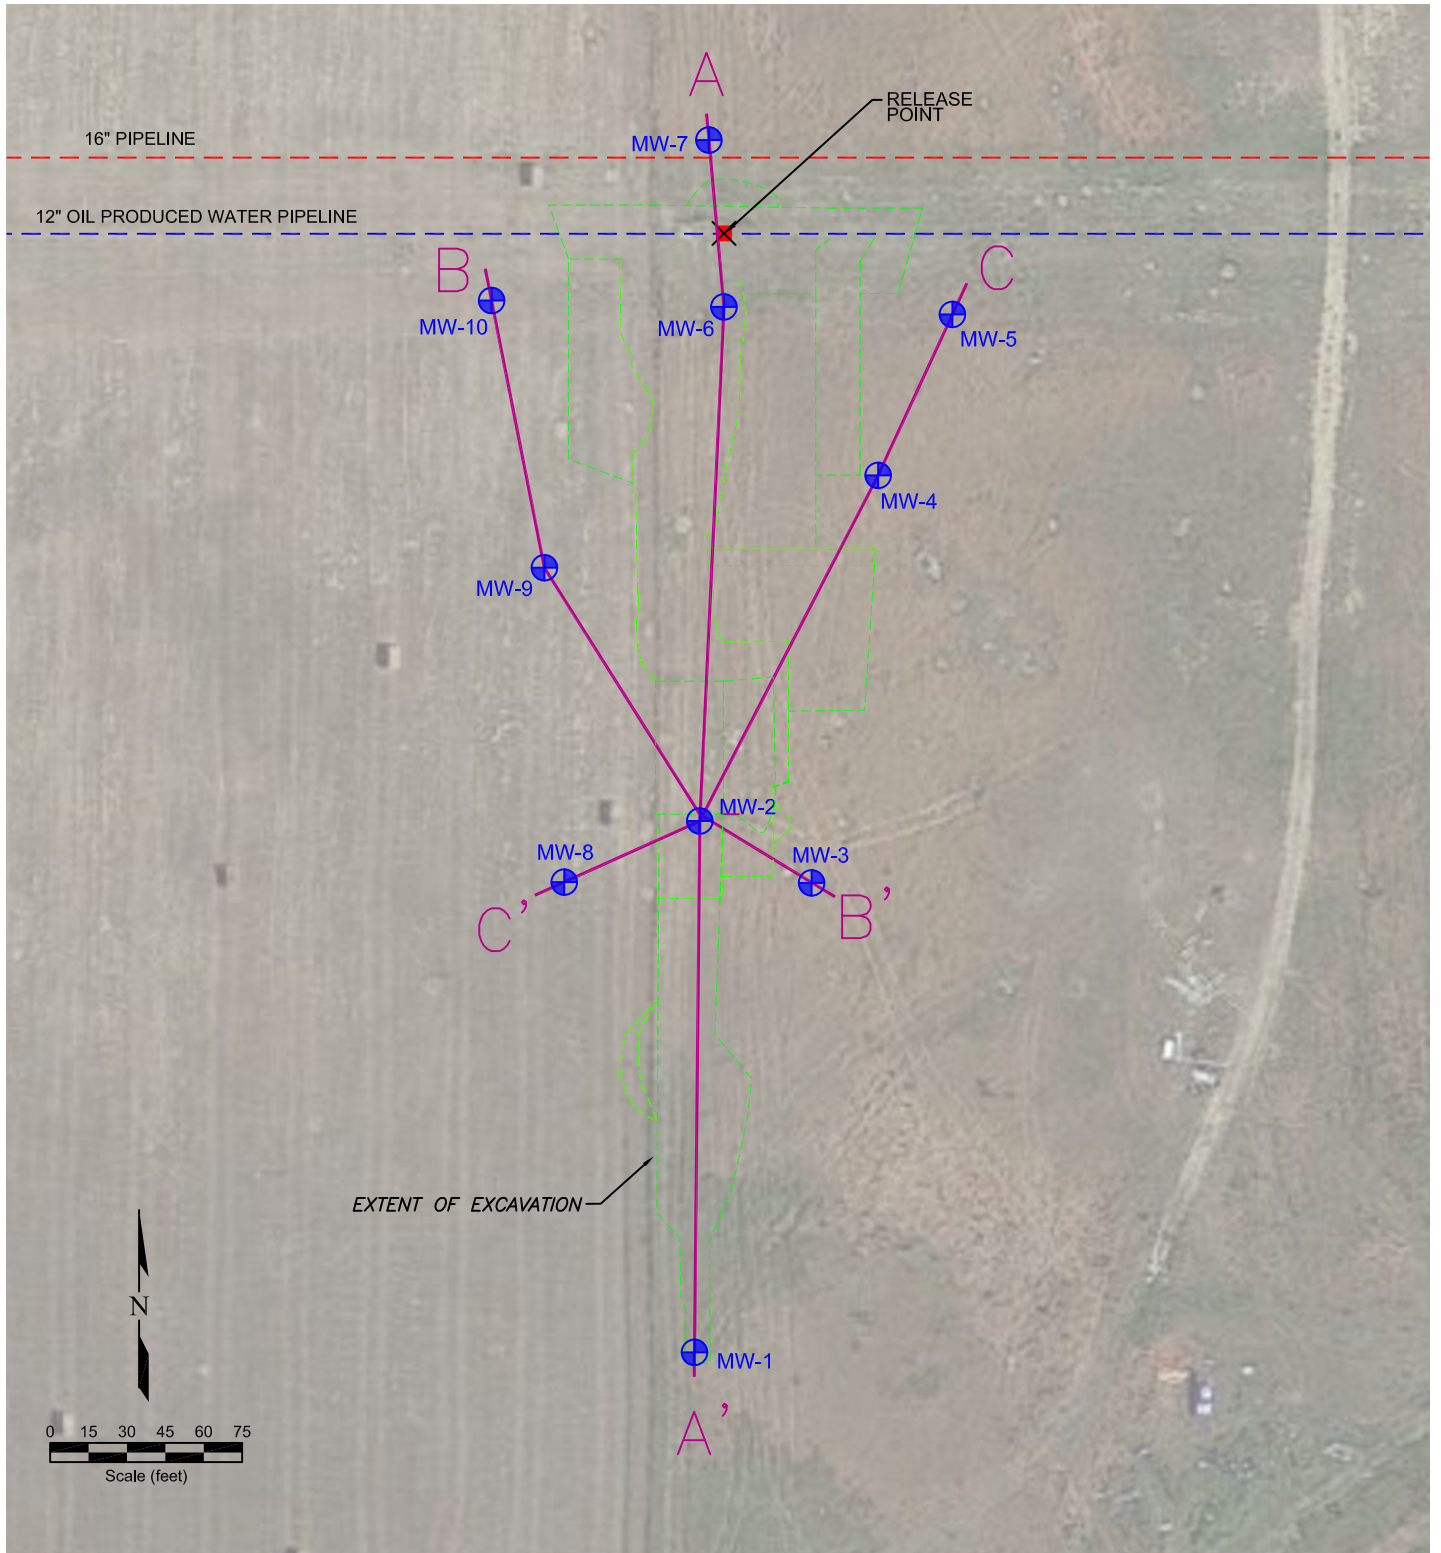 A
RELEASE
POINT
16" PIPELINE
MW-7
12" OIL PRODUCED WATER PIPELINE
B
C
MW-10
MW-6
MW-5
MW-4
MW-9
MW-2
MW-8
MW-3
C'
B'
EXTENT OF EXCAVATION
N
MW-1
A'
0 15 30 45 60 75
Scale (feet)